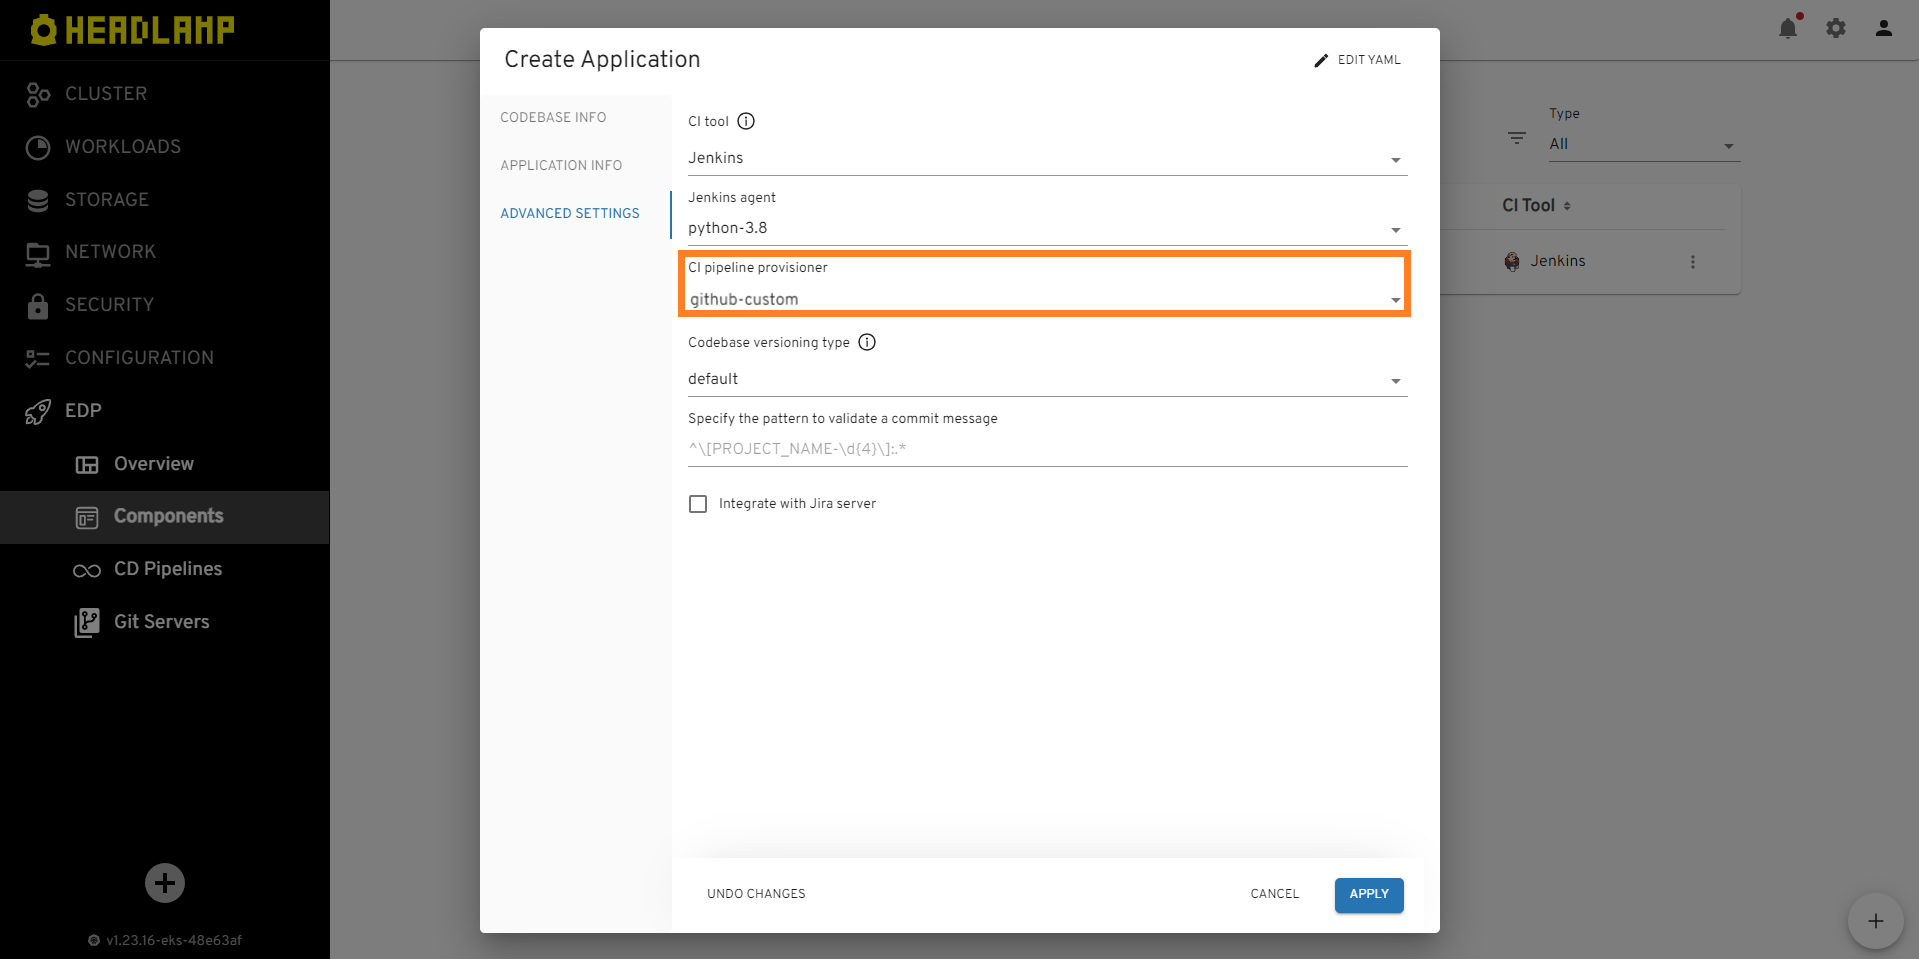 HEADLAMP
CLUSTER
WORKLOADS
STORAGE
NETWORK
SECURITY
CONFIGURATION
EDP
Overview
Components
CD Pipelines
Git Servers
v1.23.16-eks-48e63af
Create Application
EDIT YAML
CODEBASE INFO
APPLICATION INFO
ADVANCED SETTINGS
CI tool
Jenkins
Jenkins agent
python-3.8
CI pipeline provisioner
github-custom
Codebase versioning type
default
Specify the pattern to validate a commit message
^\[PROJECT_NAME-\d{4}\]:.*
Integrate with Jira server
UNDO CHANGES
CANCEL
APPLY
Type
All
CI Tool
Jenkins